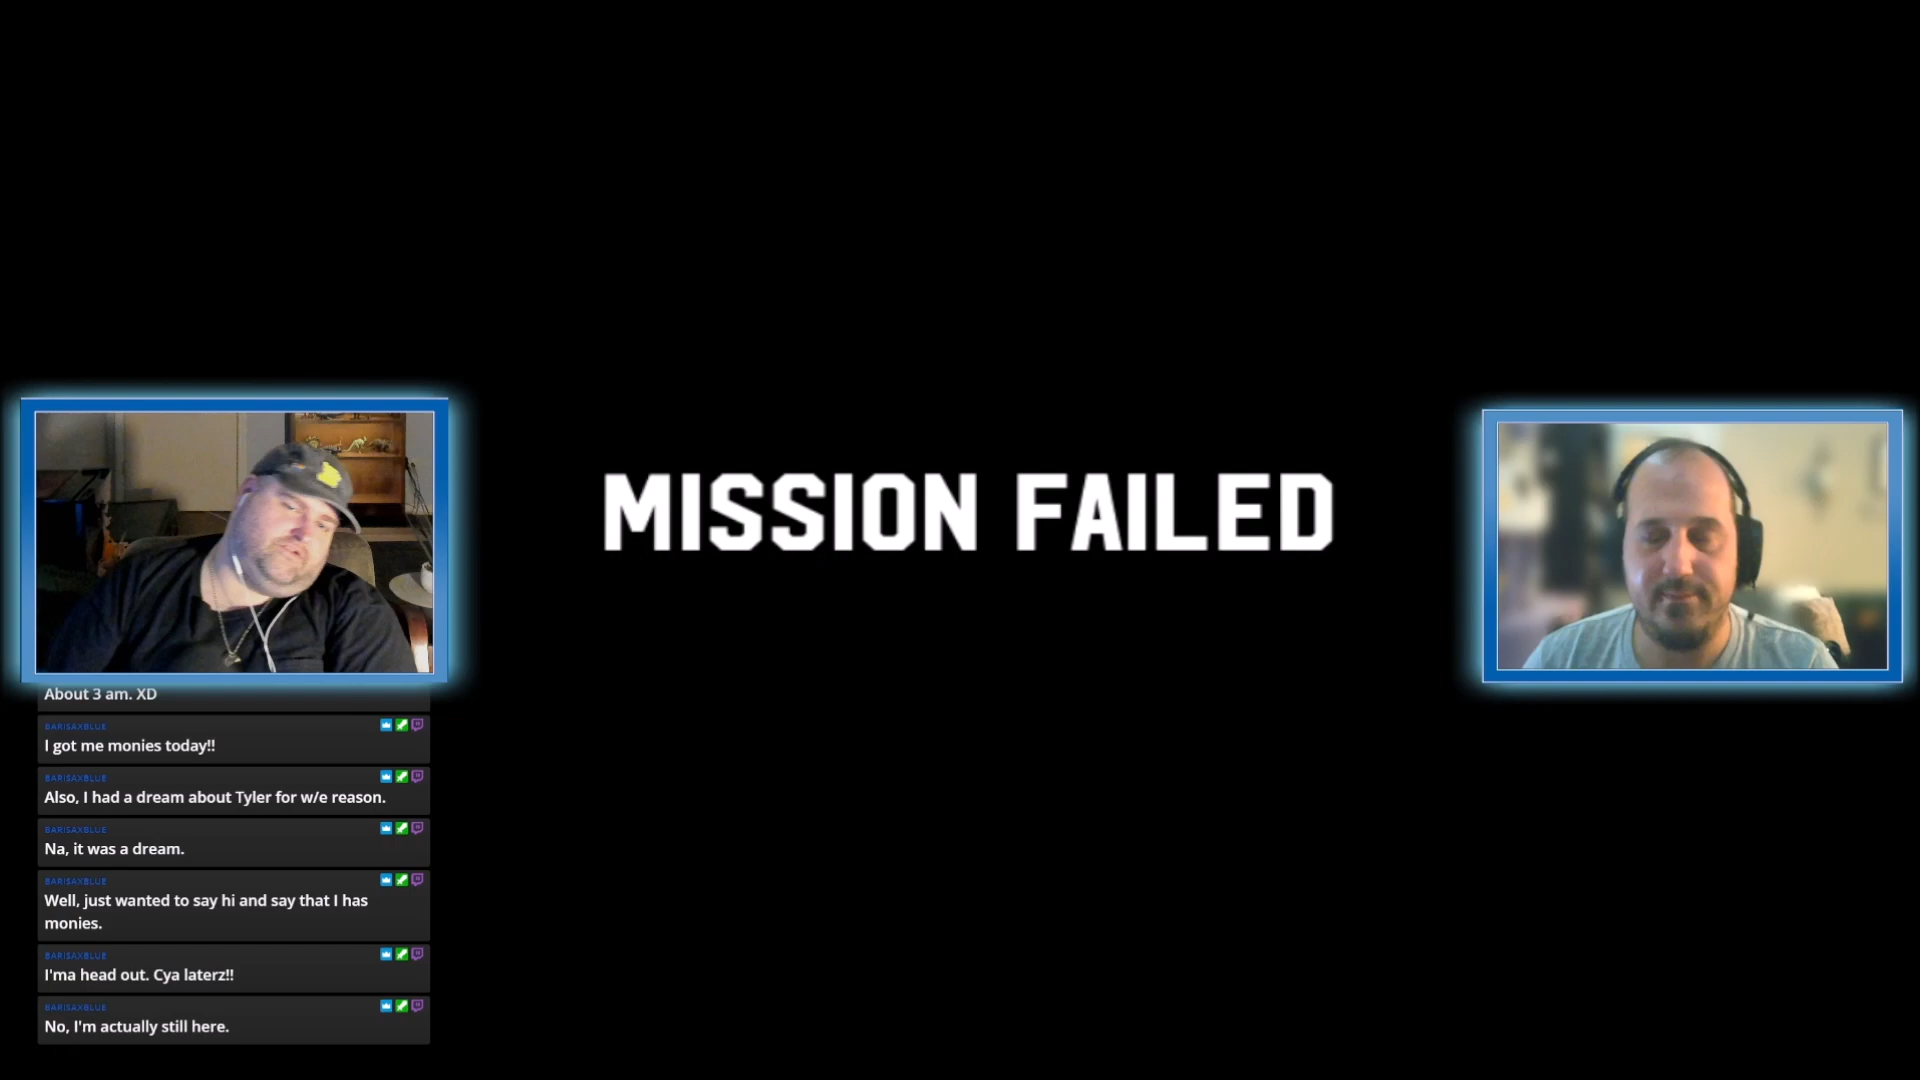 MISSION FAILED
About 3 am. XD
BARISAXBLUE
I got me monies today!!
BARISAXBLUE
Also, I had a dream about Tyler for w/e reason.
BARISAXBLUE
Na, it was a dream.
BARISAXBLUE
Well, just wanted to say hi and say that I has
monies.
BARISAXBLUE
I'ma head out. Cya laterz!!
BARISAXBLUE
No, I'm actually still here.